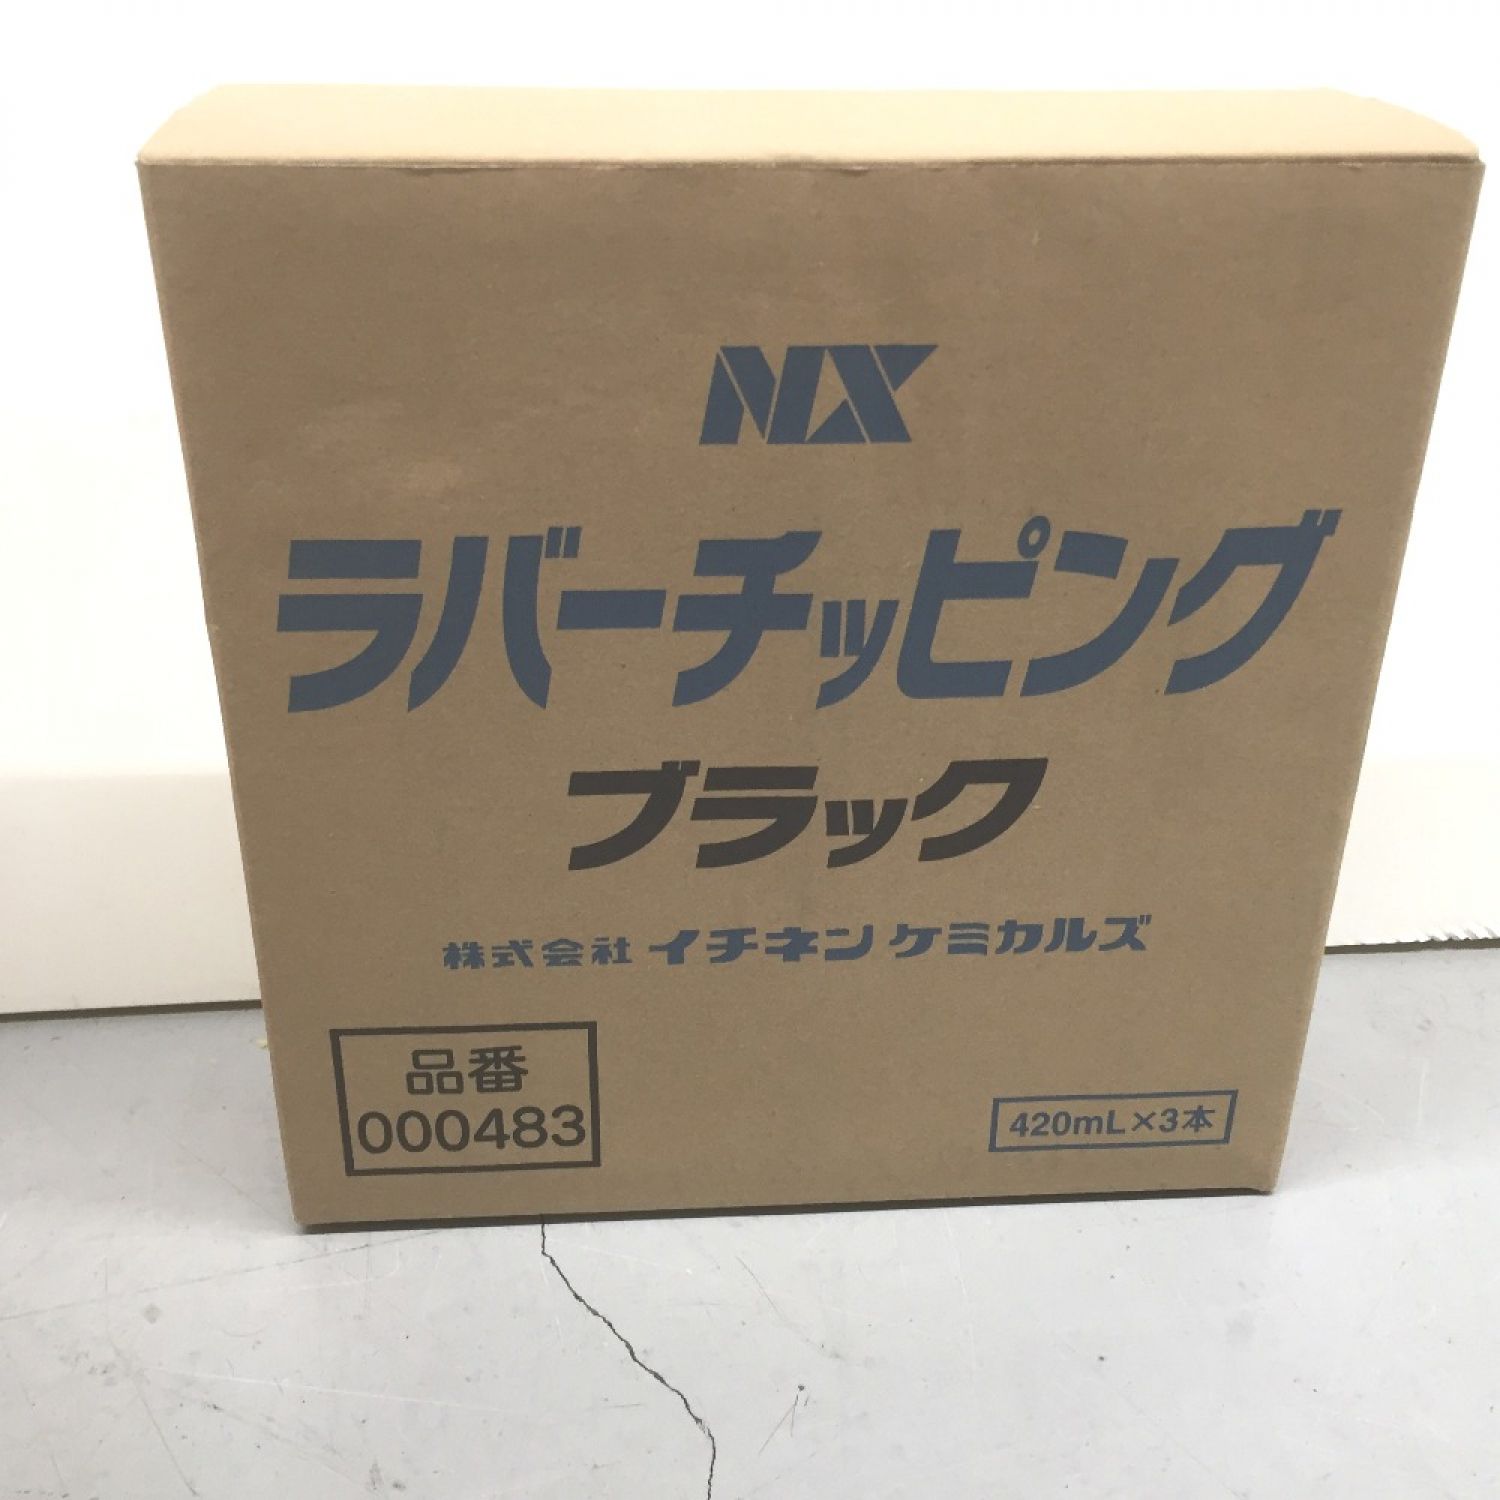 NX
ラバーチッピング
ブラック
株式会社 イチネンケミカルズ
品番
000483
420mL×3本